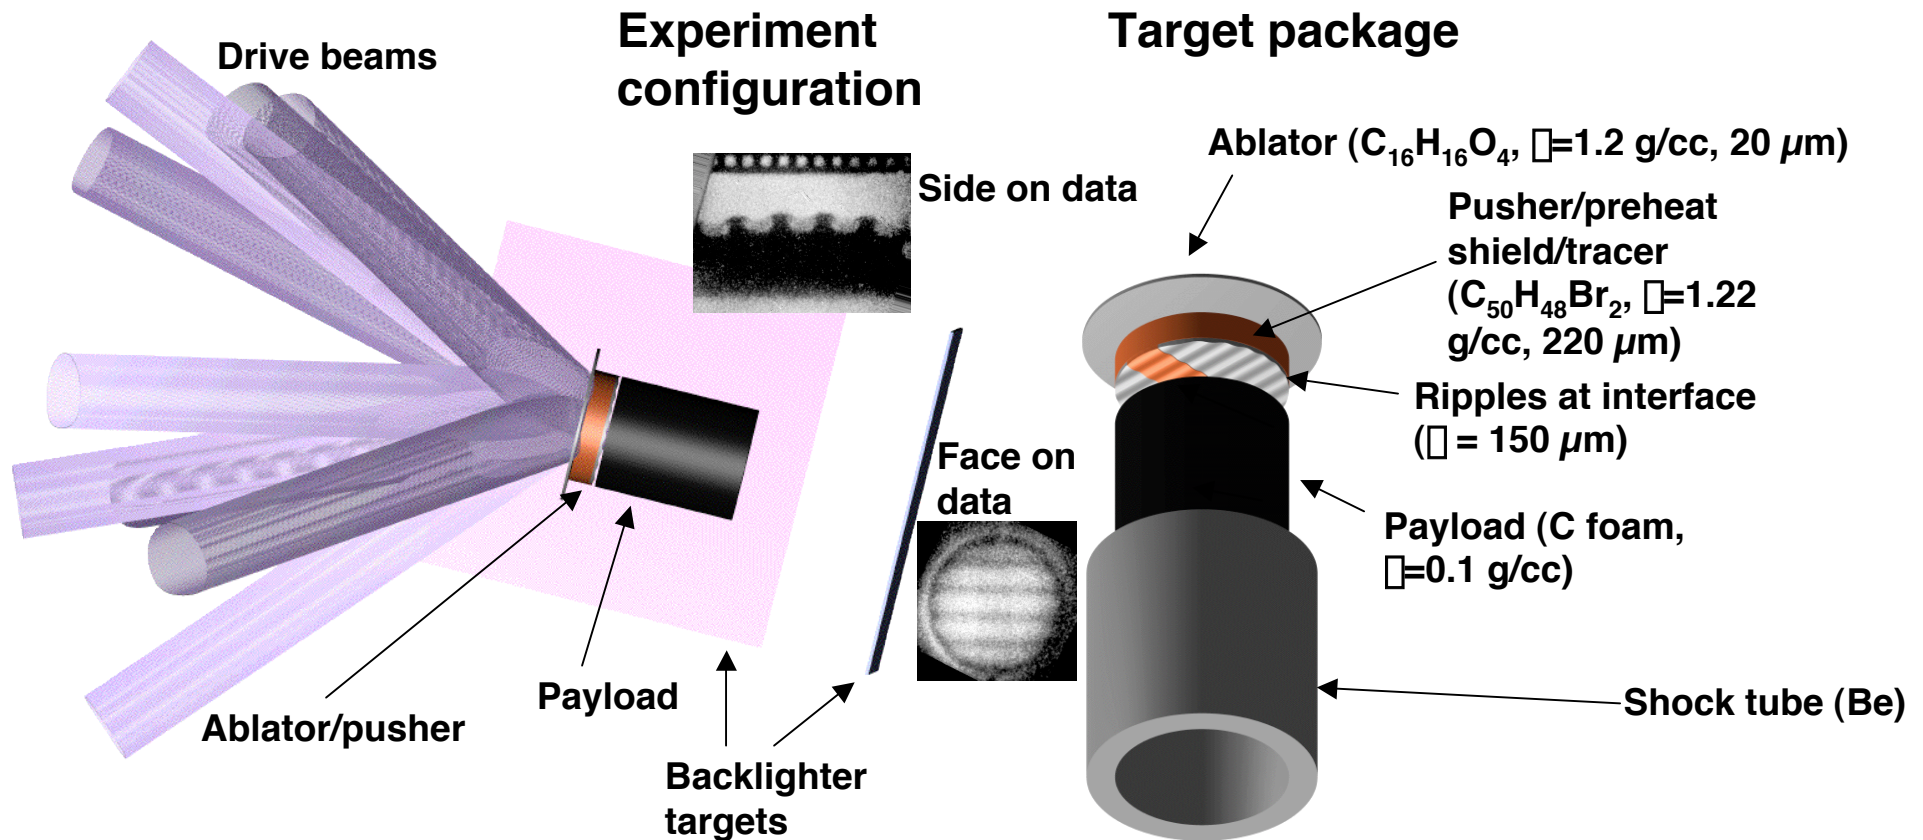 Drive beams
Experiment
configuration
Target package
Side on data
Ablator (C₁₆H₁₆O₄, □=1.2 g/cc, 20 µm)
Pusher/preheat
shield/tracer
(C₅₀H₄₈Br₂, □=1.22
g/cc, 220 µm)
Ripples at interface
(□ = 150 µm)
Face on
data
Payload (C foam,
□=0.1 g/cc)
Payload
Ablator/pusher
Shock tube (Be)
Backlighter
targets